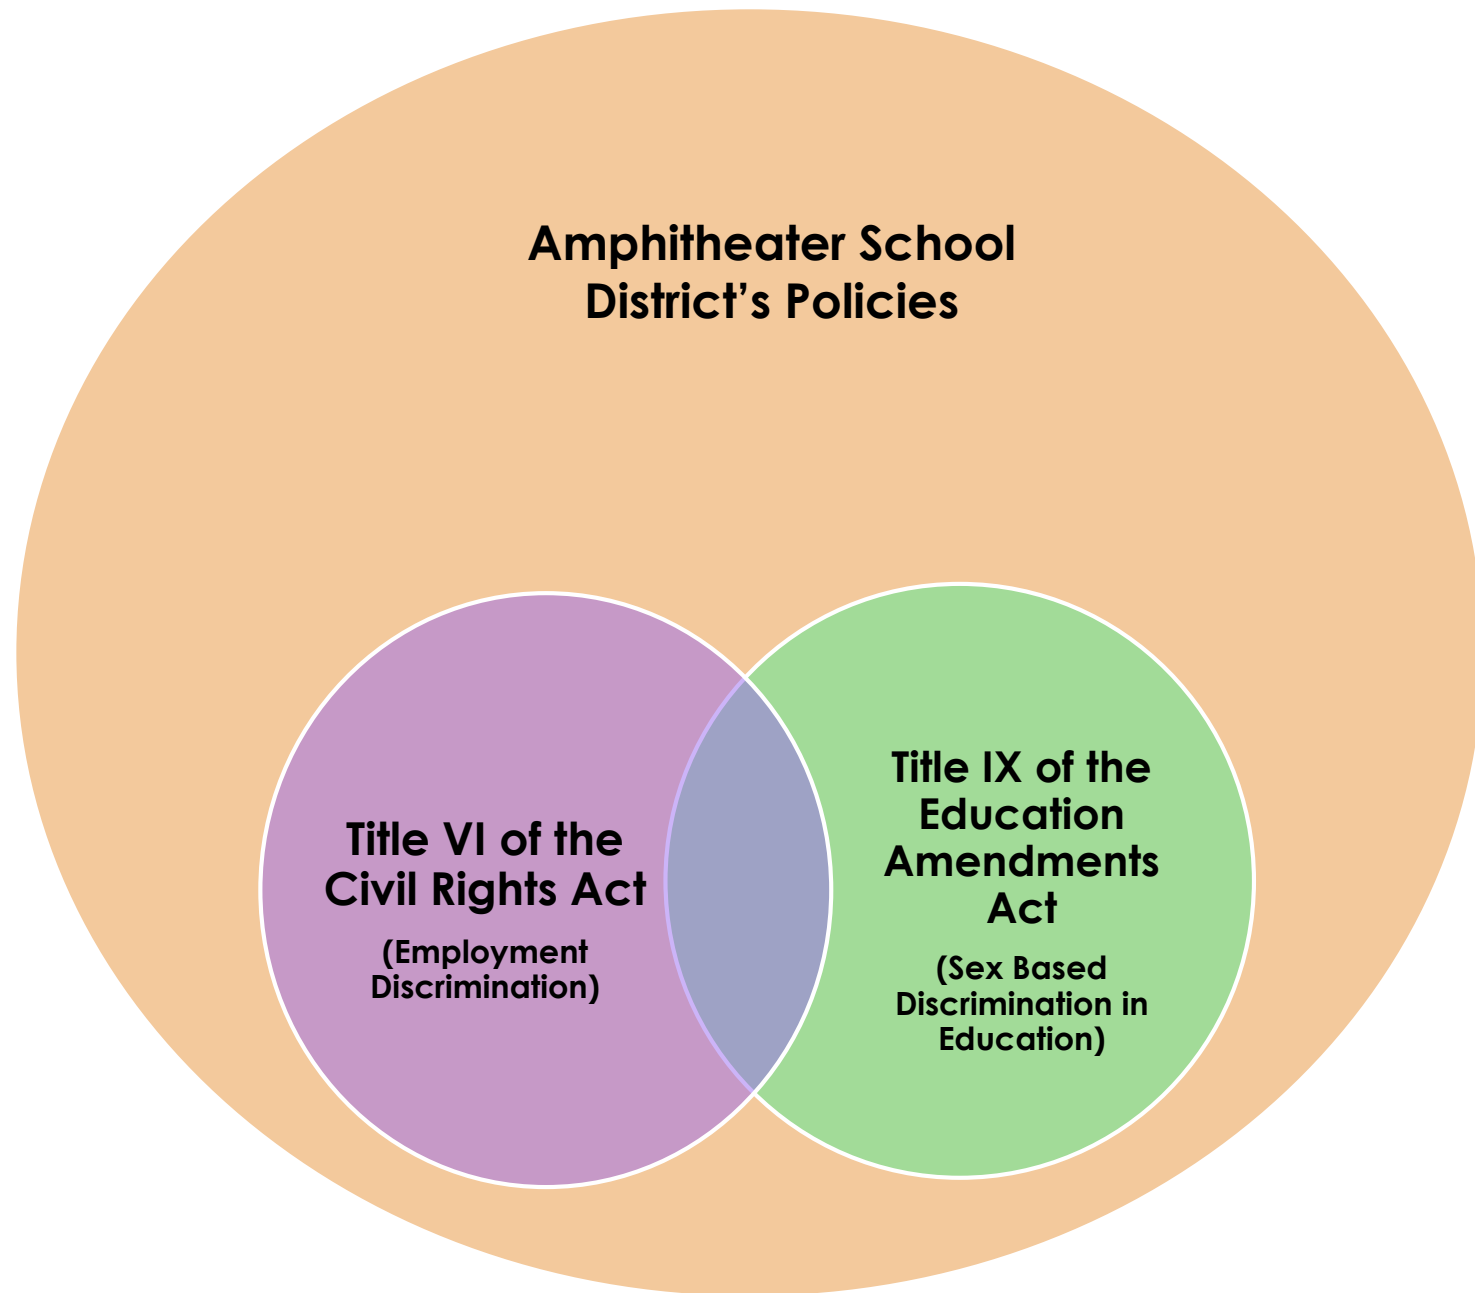 Amphitheater School
District’s Policies
Title VI of the
Civil Rights Act
(Employment
Discrimination)
Title IX of the
Education
Amendments
Act
(Sex Based
Discrimination in
Education)